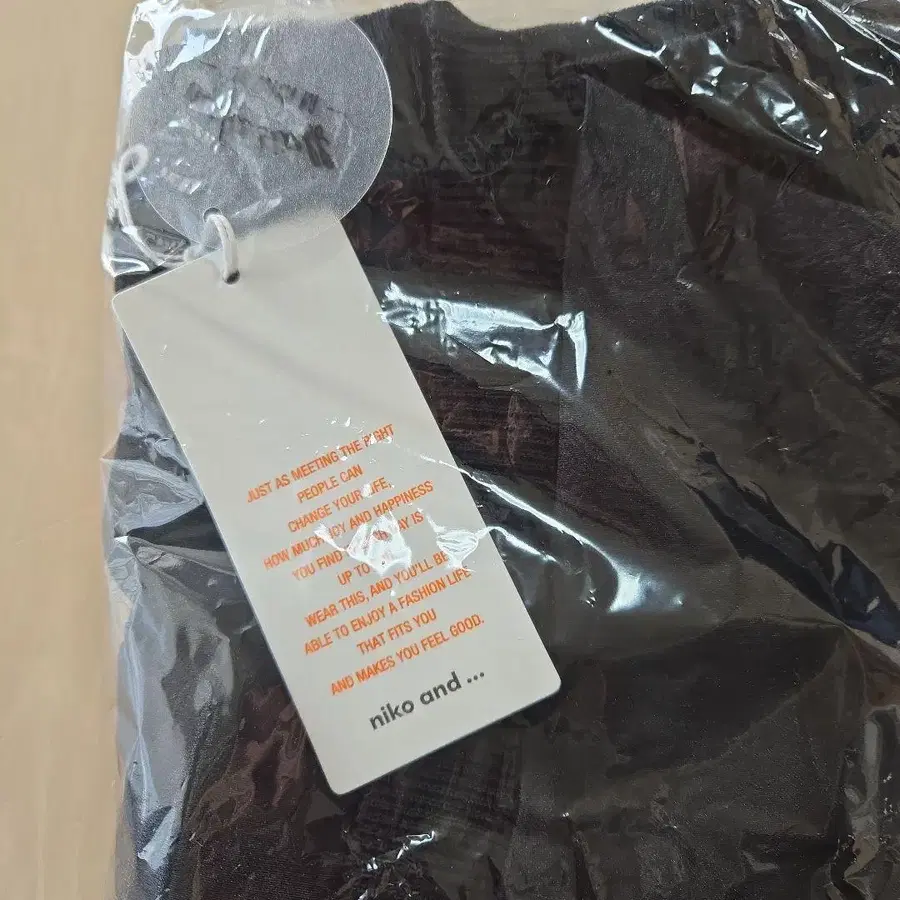 JUST AS MEETING THE RIGHT
PEOPLE CAN
CHANGE YOUR LIFE,
HOW MUCH JOY AND HAPPINESS
YOU FIND IS
UP TO
WEAR THIS, AND YOU'LL BE
ABLE TO ENJOY A FASHION LIFE
THAT FITS YOU
AND MAKES YOU FEEL GOOD.
niko and ...